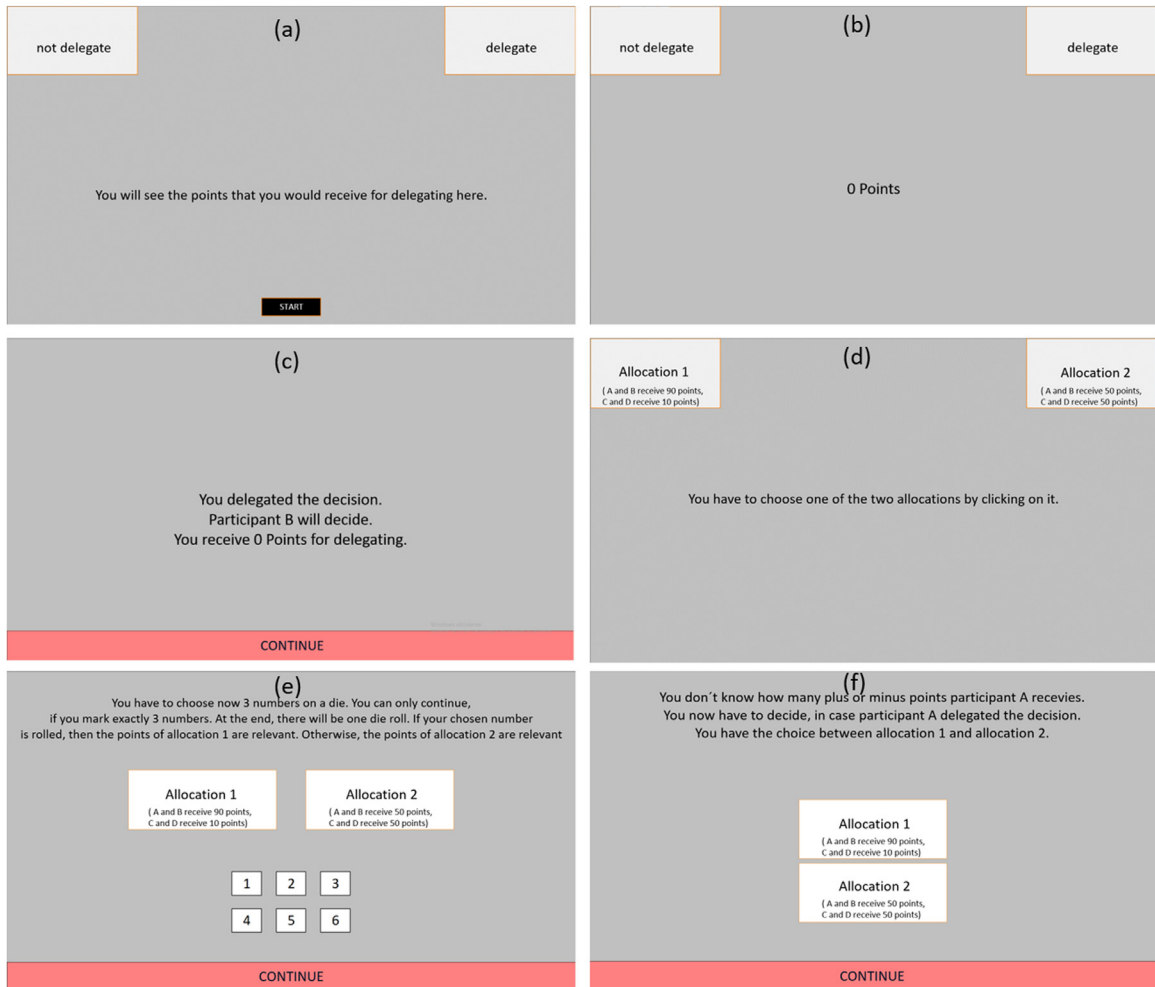 (a)
not delegate
delegate
You will see the points that you would receive for delegating here.
START
(b)
not delegate
delegate
0 Points
(c)
You delegated the decision.
Participant B will decide.
You receive 0 Points for delegating.
CONTINUE
(d)
Allocation 1
( A and B receive 90 points,
C and D receive 10 points)
Allocation 2
( A and B receive 50 points,
C and D receive 50 points)
You have to choose one of the two allocations by clicking on it.
(e)
You have to choose now 3 numbers on a die. You can only continue,
if you mark exactly 3 numbers. At the end, there will be one die roll. If your chosen number
is rolled, then the points of allocation 1 are relevant. Otherwise, the points of allocation 2 are relevant
Allocation 1
( A and B receive 90 points,
C and D receive 10 points)
Allocation 2
( A and B receive 50 points,
C and D receive 50 points)
1 2 3
4 5 6
CONTINUE
(f)
You don´t know how many plus or minus points participant A recevies.
You now have to decide, in case participant A delegated the decision.
You have the choice between allocation 1 and allocation 2.
Allocation 1
( A and B receive 90 points,
C and D receive 10 points)
Allocation 2
( A and B receive 50 points,
C and D receive 50 points)
CONTINUE